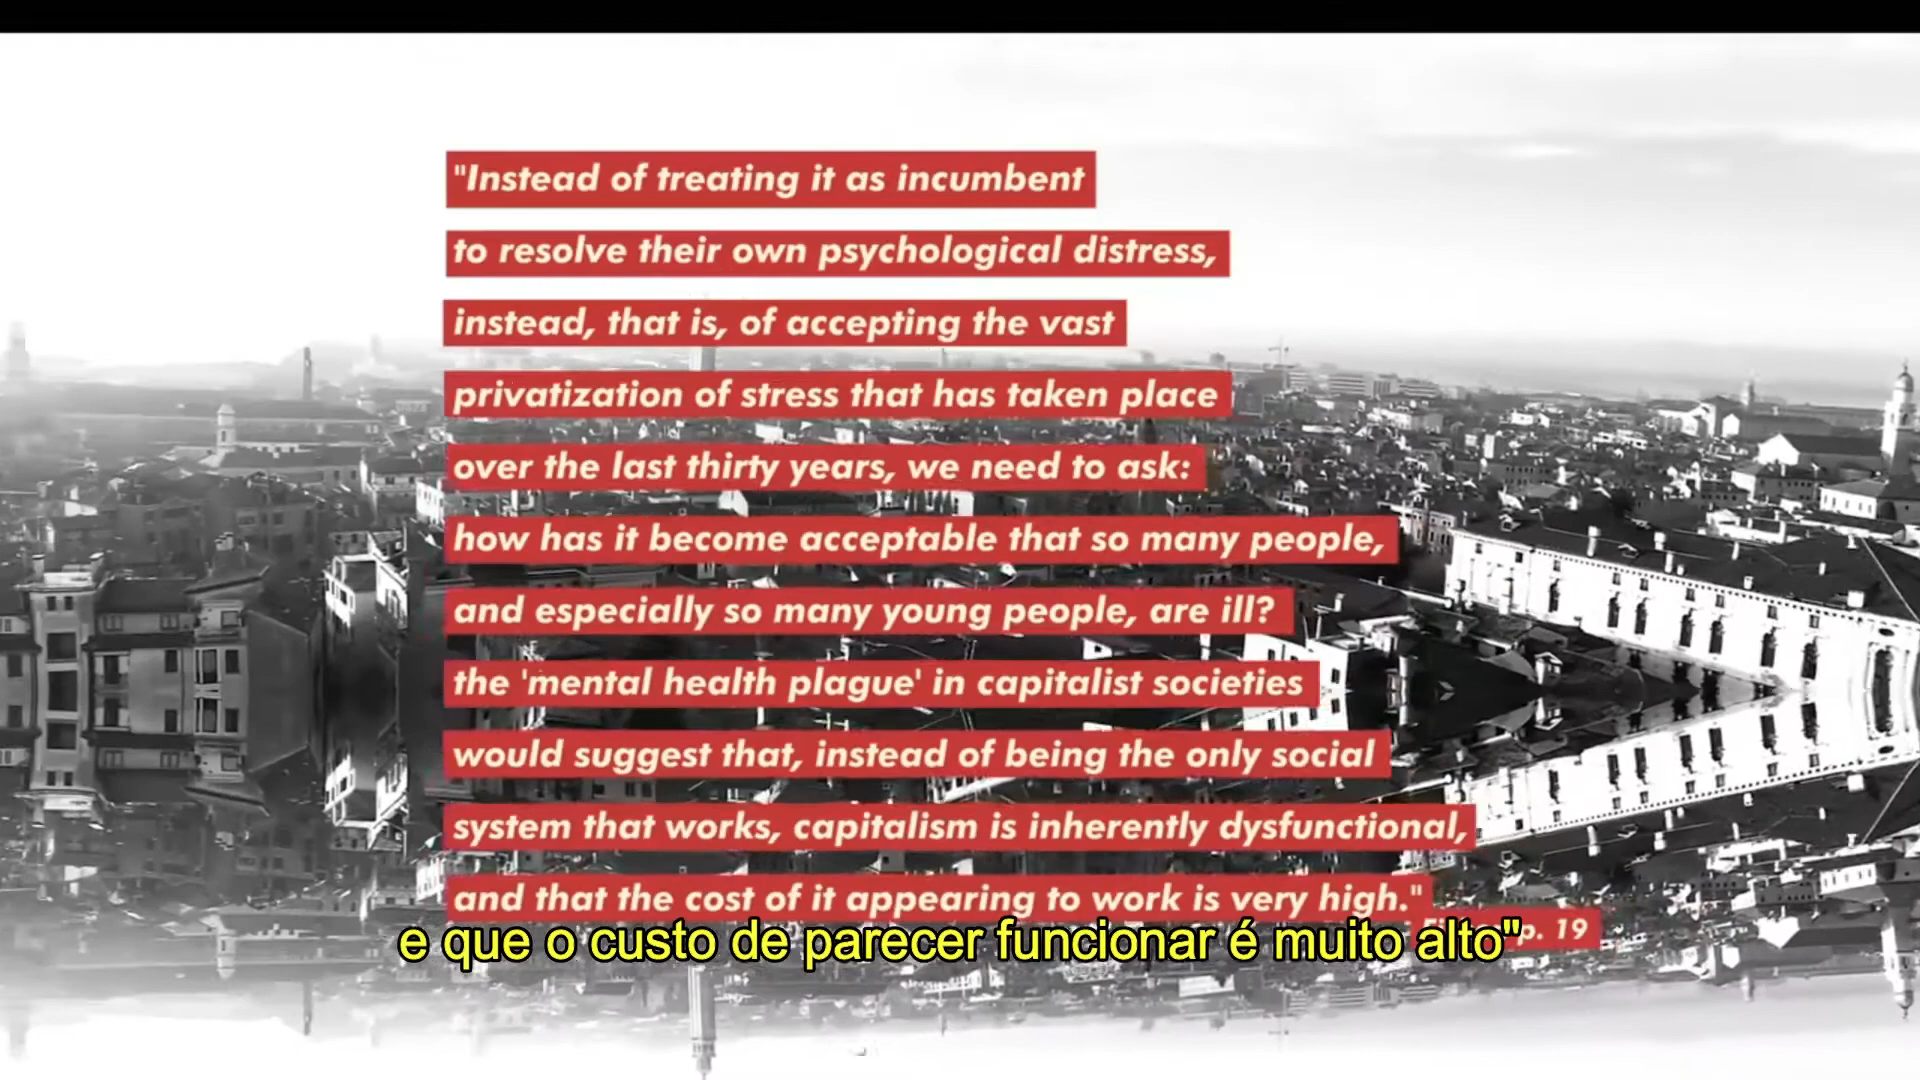 "Instead of treating it as incumbent
to resolve their own psychological distress,
instead, that is, of accepting the vast
privatization of stress that has taken place
over the last thirty years, we need to ask:
how has it become acceptable that so many people,
and especially so many young people, are ill?
the 'mental health plague' in capitalist societies
would suggest that, instead of being the only social
system that works, capitalism is inherently dysfunctional,
and that the cost of it appearing to work is very high."
p. 19
e que o custo de parecer funcionar é muito alto"